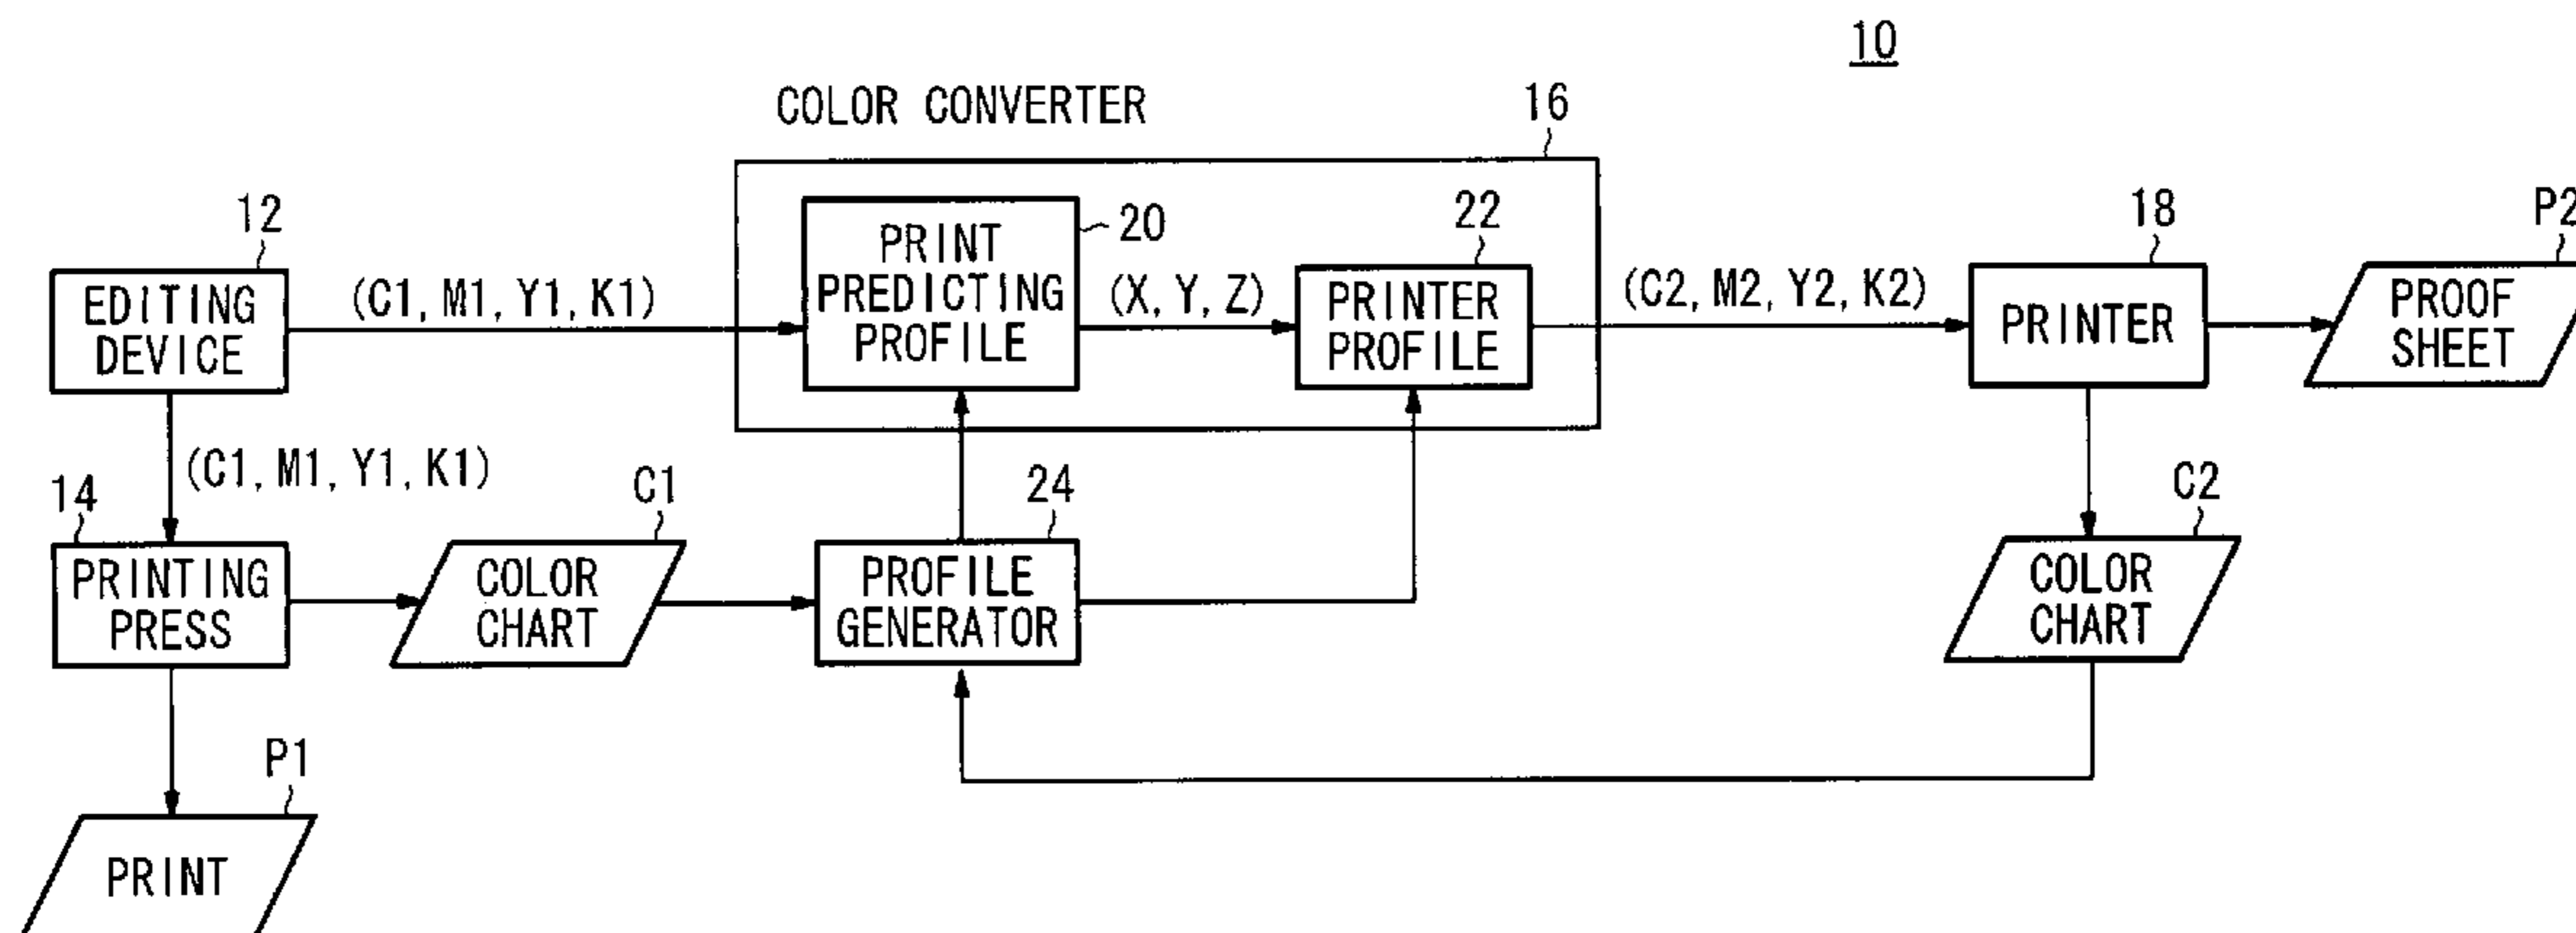 10
COLOR CONVERTER
16
12
EDITING
DEVICE
(C1, M1, Y1, K1)
PRINT
PREDICTING
PROFILE
20
(X, Y, Z)
22
PRINTER
PROFILE
(C2, M2, Y2, K2)
18
PRINTER
P2
PROOF
SHEET
(C1, M1, Y1, K1)
14
PRINTING
PRESS
C1
COLOR
CHART
24
PROFILE
GENERATOR
C2
COLOR
CHART
P1
PRINT